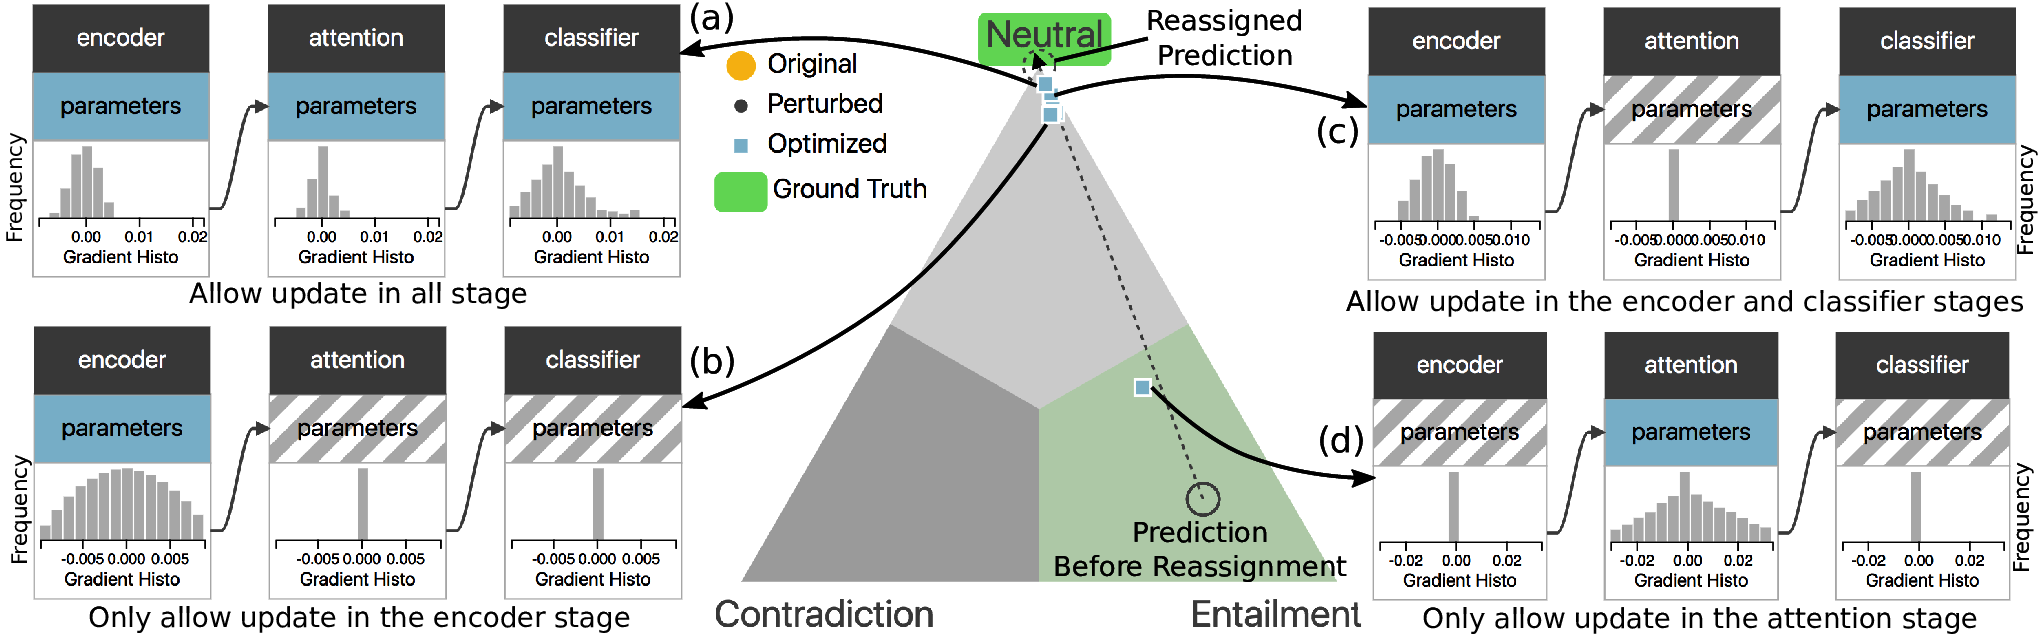 encoder
attention
classifier
parameters
parameters
parameters
Frequency
0.00 0.01 0.02
0.00 0.01 0.02
0.00 0.01 0.02
Gradient Histo
Gradient Histo
Gradient Histo
Allow update in all stage
(a)
encoder
attention
classifier
parameters
parameters
parameters
Frequency
-0.005 0.000 0.005
-0.005 0.000 0.005
-0.005 0.000 0.005
Gradient Histo
Gradient Histo
Gradient Histo
Only allow update in the encoder stage
(b)
Original
Perturbed
Optimized
Ground Truth
Neutral
Reassigned
Prediction
Prediction
Before Reassignment
Contradiction
Entailment
(c)
encoder
attention
classifier
parameters
parameters
parameters
Frequency
-0.005 0.000 0.005 0.010
-0.005 0.000 0.005 0.010
-0.005 0.000 0.005 0.010
Gradient Histo
Gradient Histo
Gradient Histo
Allow update in the encoder and classifier stages
(d)
encoder
attention
classifier
parameters
parameters
parameters
Frequency
-0.02 0.00 0.02
-0.02 0.00 0.02
-0.02 0.00 0.02
Gradient Histo
Gradient Histo
Gradient Histo
Only allow update in the attention stage